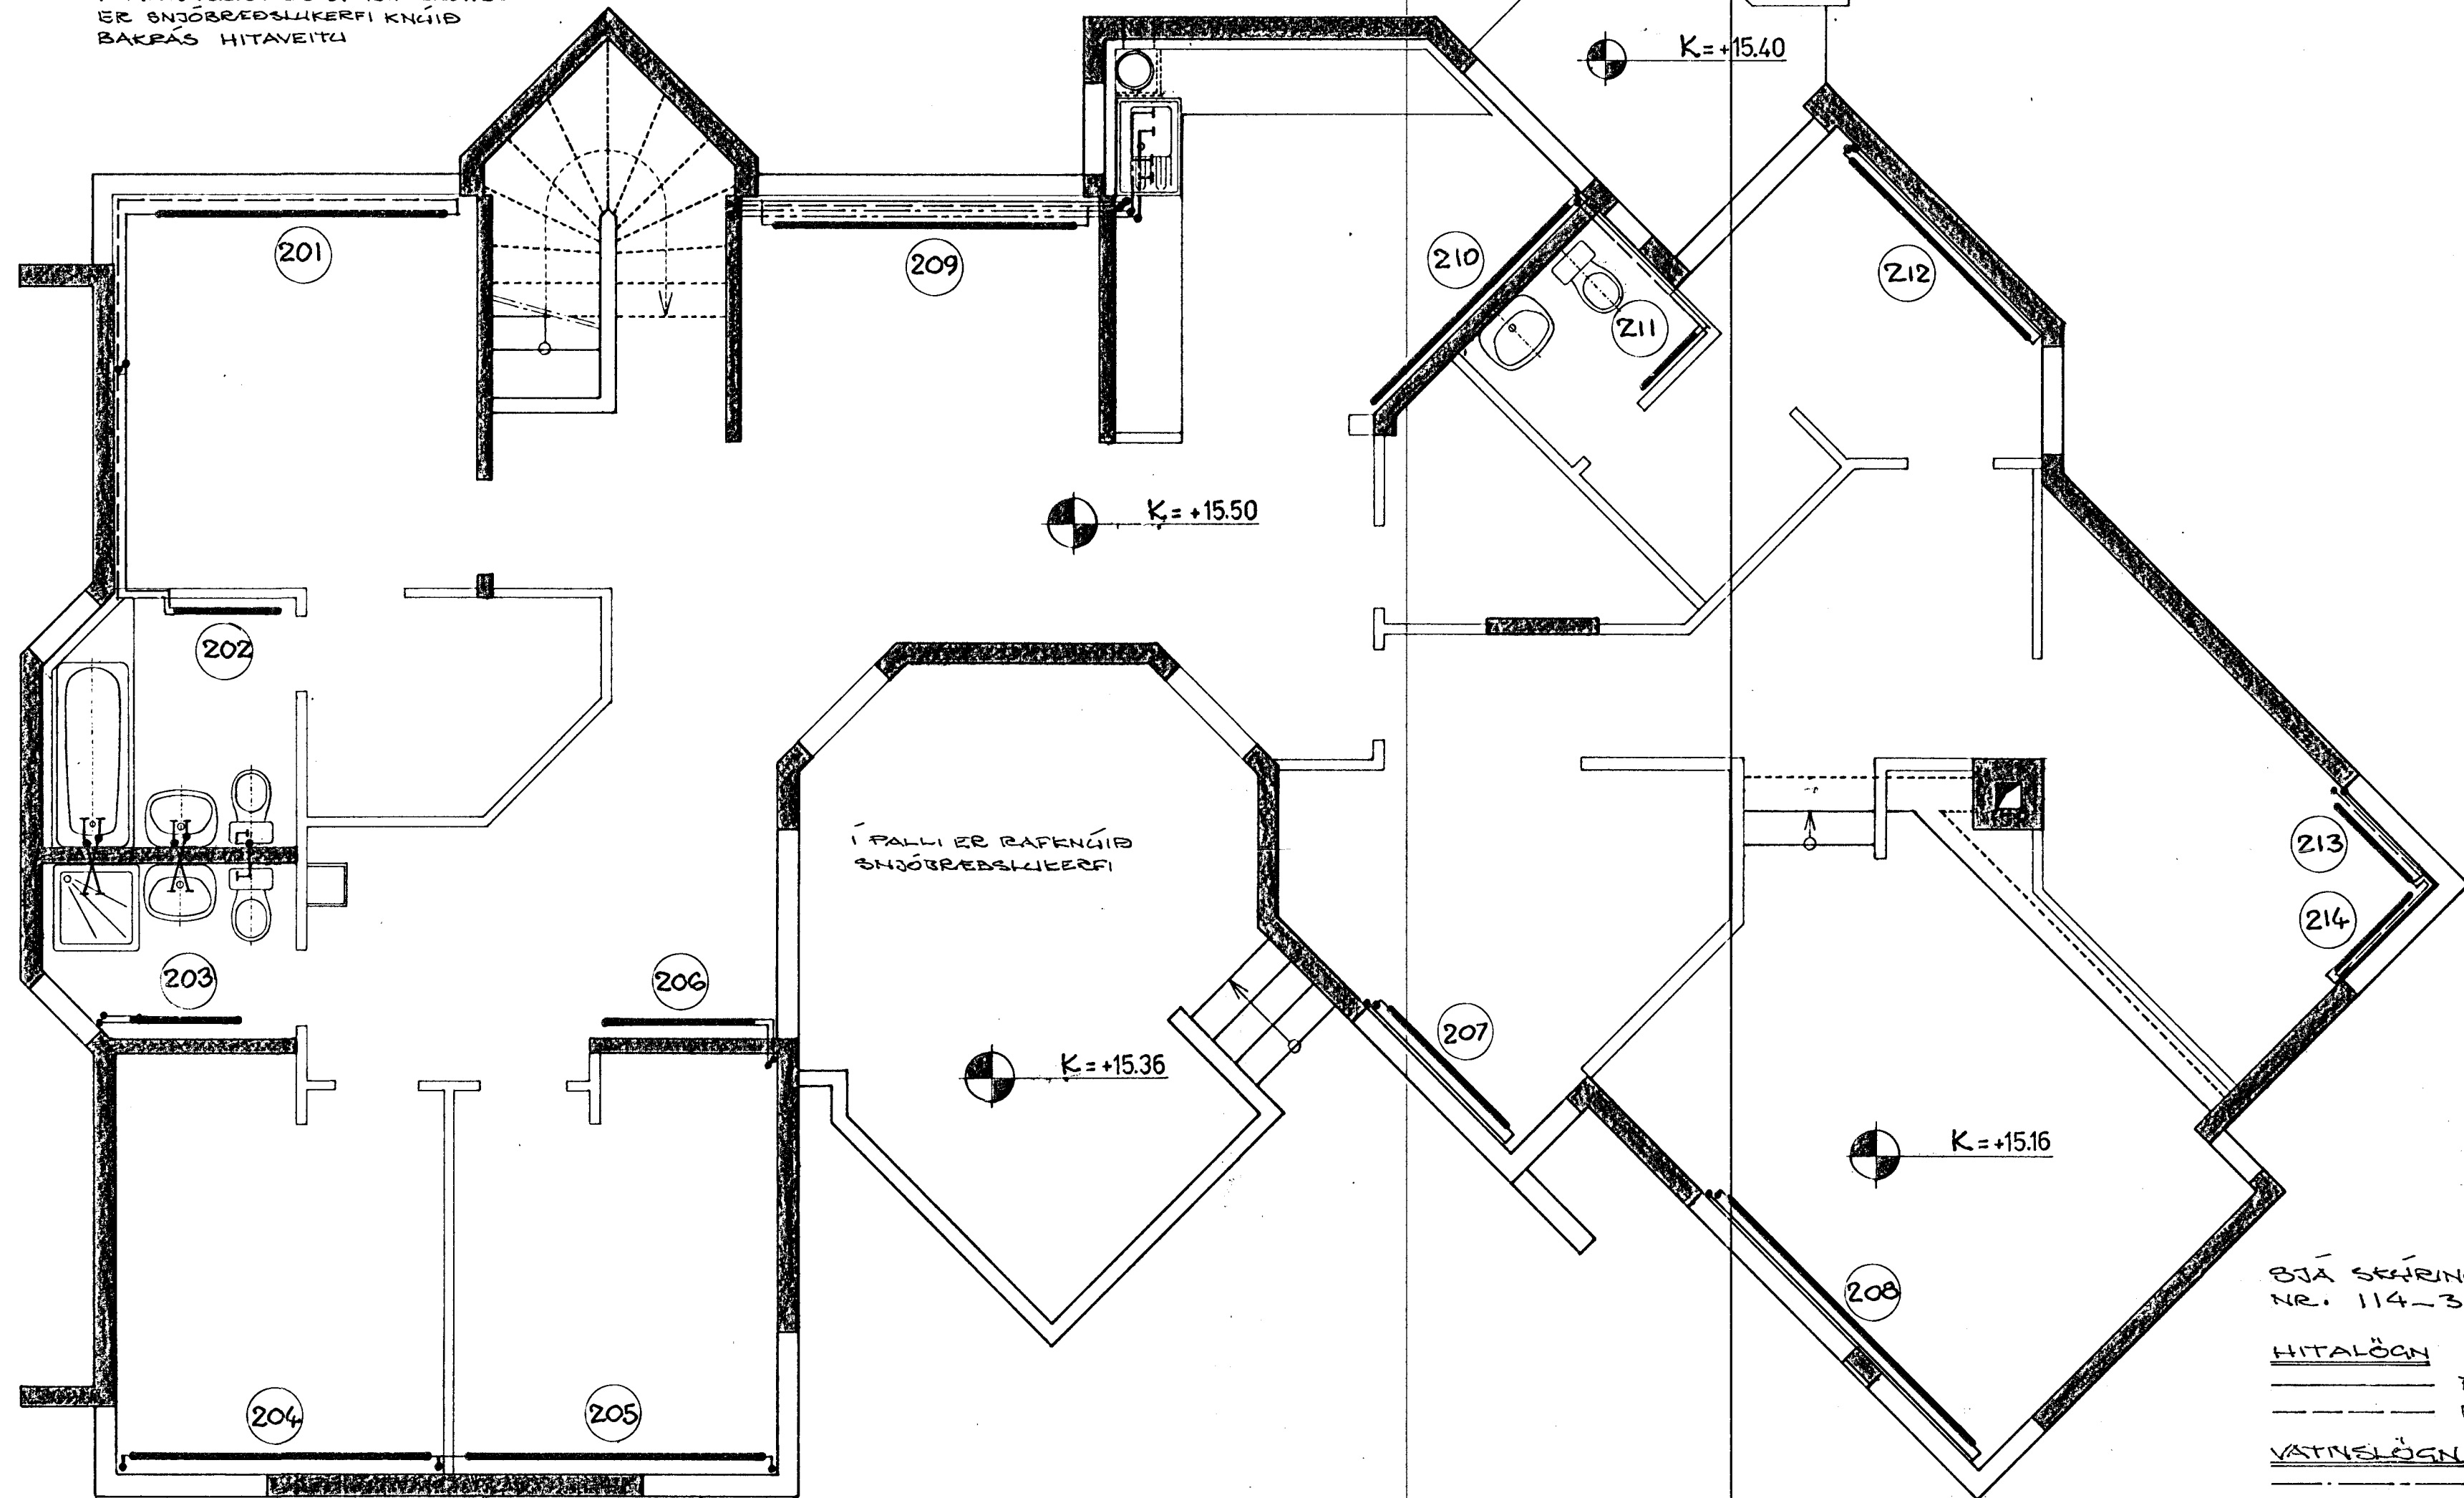 ER SNJÓBRÆÐSLUKERFI KNÚIÐ
BAKRÁS HITAVEITU
K=+15.40
201
209
210
211
212
K=+15.50
202
Í PALLI ER RAFKNÚIÐ
SNJÓBRÆÐSLUKERFI
213
214
203
206
207
K=+15.36
K=+15.16
208
204
205
SJÁ SKÝRIN
NR. 114-3
HITALÖGN
VATNSLÖGN